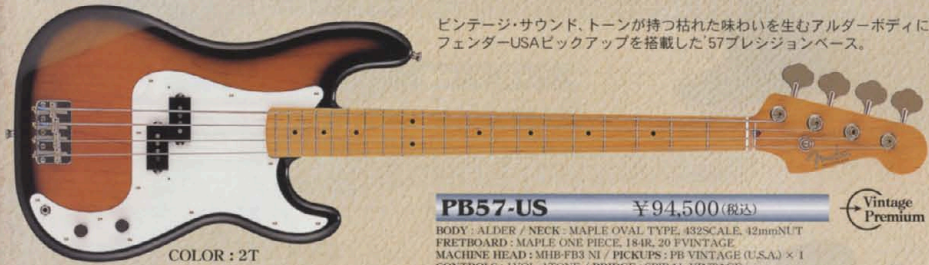 ビンテージ・サウンド、トーンが持つ枯れた味わいを生むアルダーボディに
フェンダーUSAピックアップを搭載した'57プレシジョンベース。
PB57-US ¥94,500(税込)
Vintage
Premium
BODY : ALDER / NECK : MAPLE OVAL TYPE, 432SCALE, 42mmNUT
FRETBOARD : MAPLE ONE PIECE, 184R, 20 FVINTAGE
MACHINE HEAD : MHB-FB3 NI / PICKUPS : PB VINTAGE (U.S.A.) × 1
COLOR : 2T